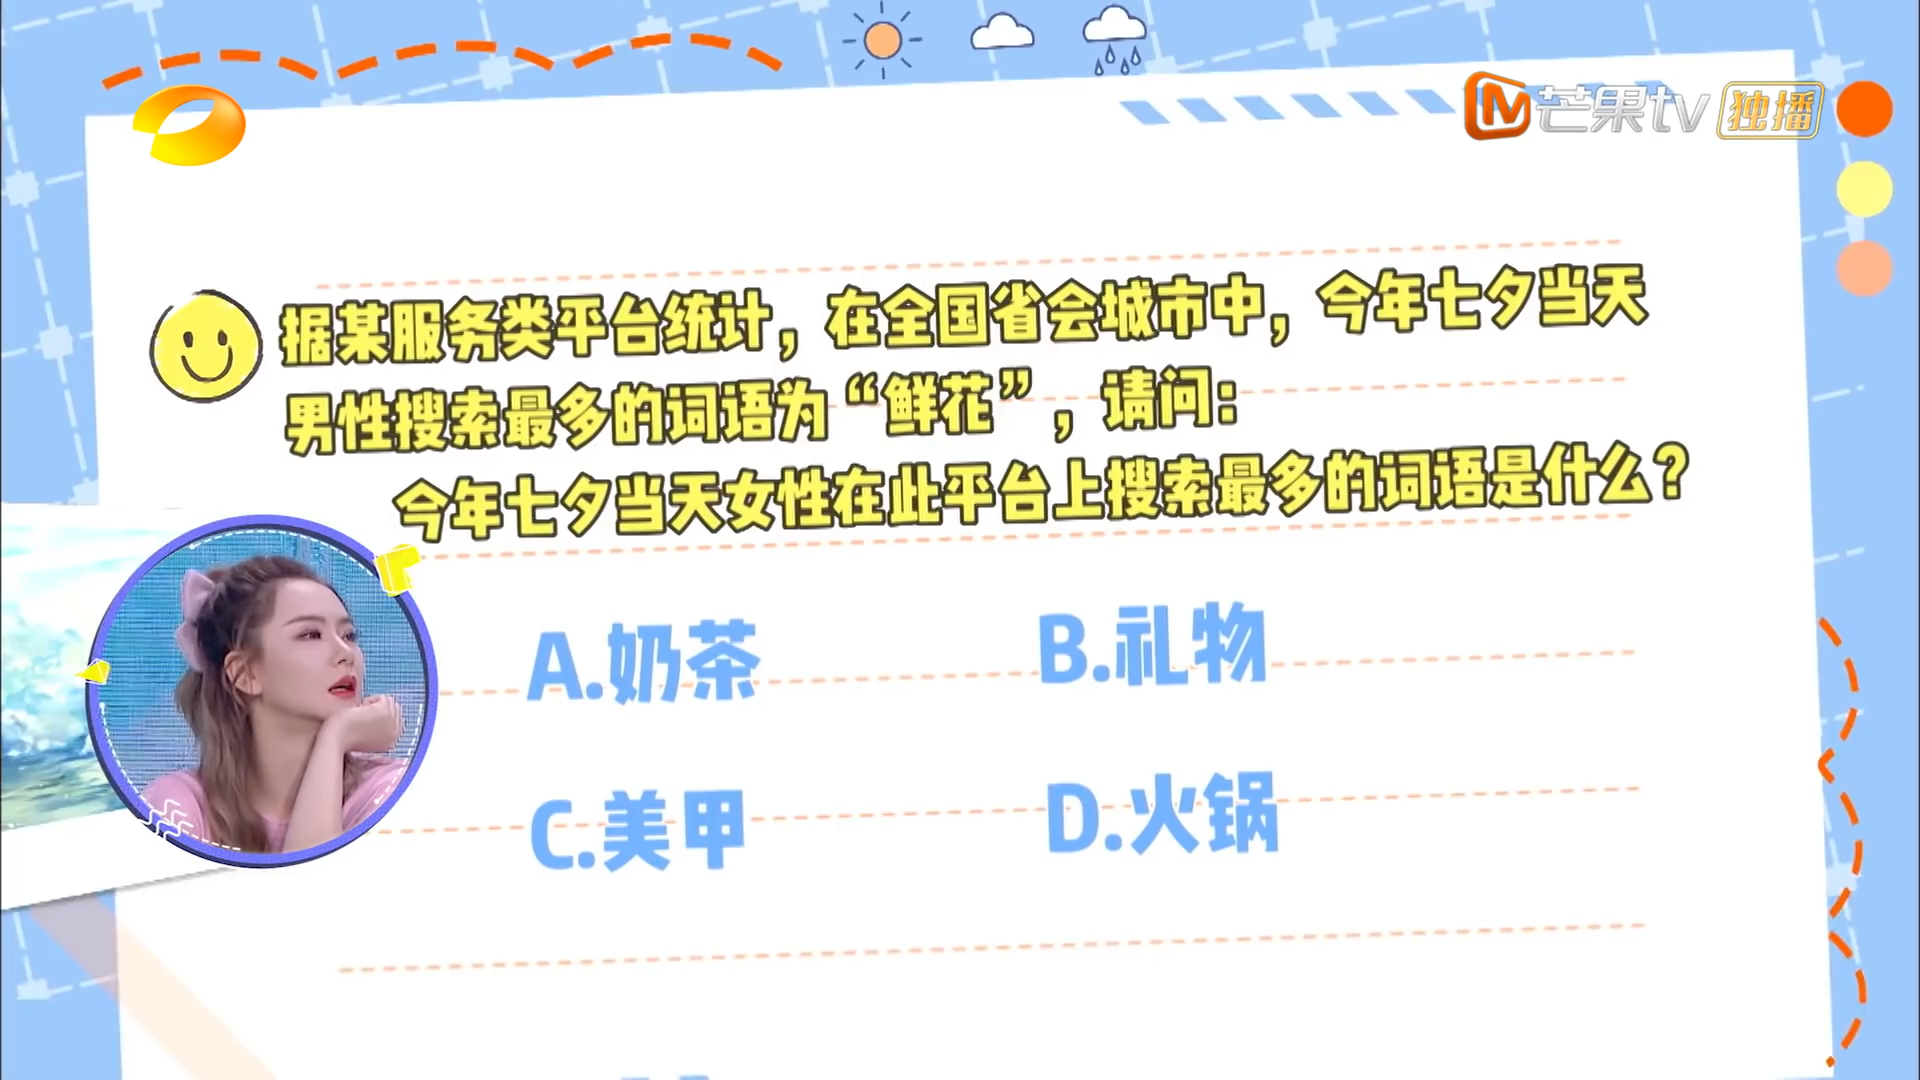 芒果tv 独播
据某服务类平台统计，在全国省会城市中，今年七夕当天
男性搜索最多的词语为“鲜花”，请问：
今年七夕当天女性在此平台上搜索最多的词语是什么？
A.奶茶 B.礼物
C.美甲 D.火锅